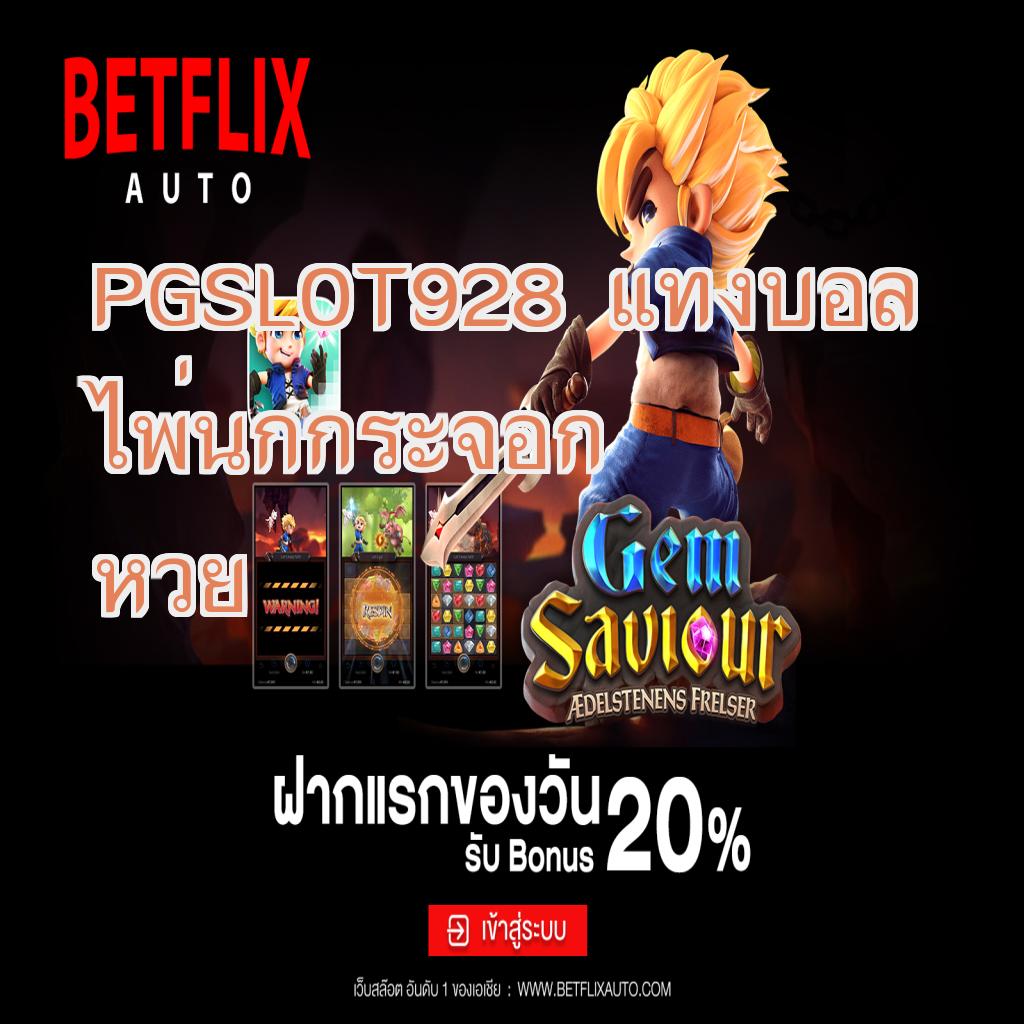 BETFLIX
AUTO
PGSLOT928 แทงบอล
ไพ่นกกระจอก
หวย
WARNING!
Gem
Saviour
ÆDELSTENENS FRELSER
ฝากแรกของวัน 20%
รับ Bonus
เข้าสู่ระบบ
เว็บสล๊อต อันดับ 1 ของเอเชีย : WWW.BETFLIXAUTO.COM